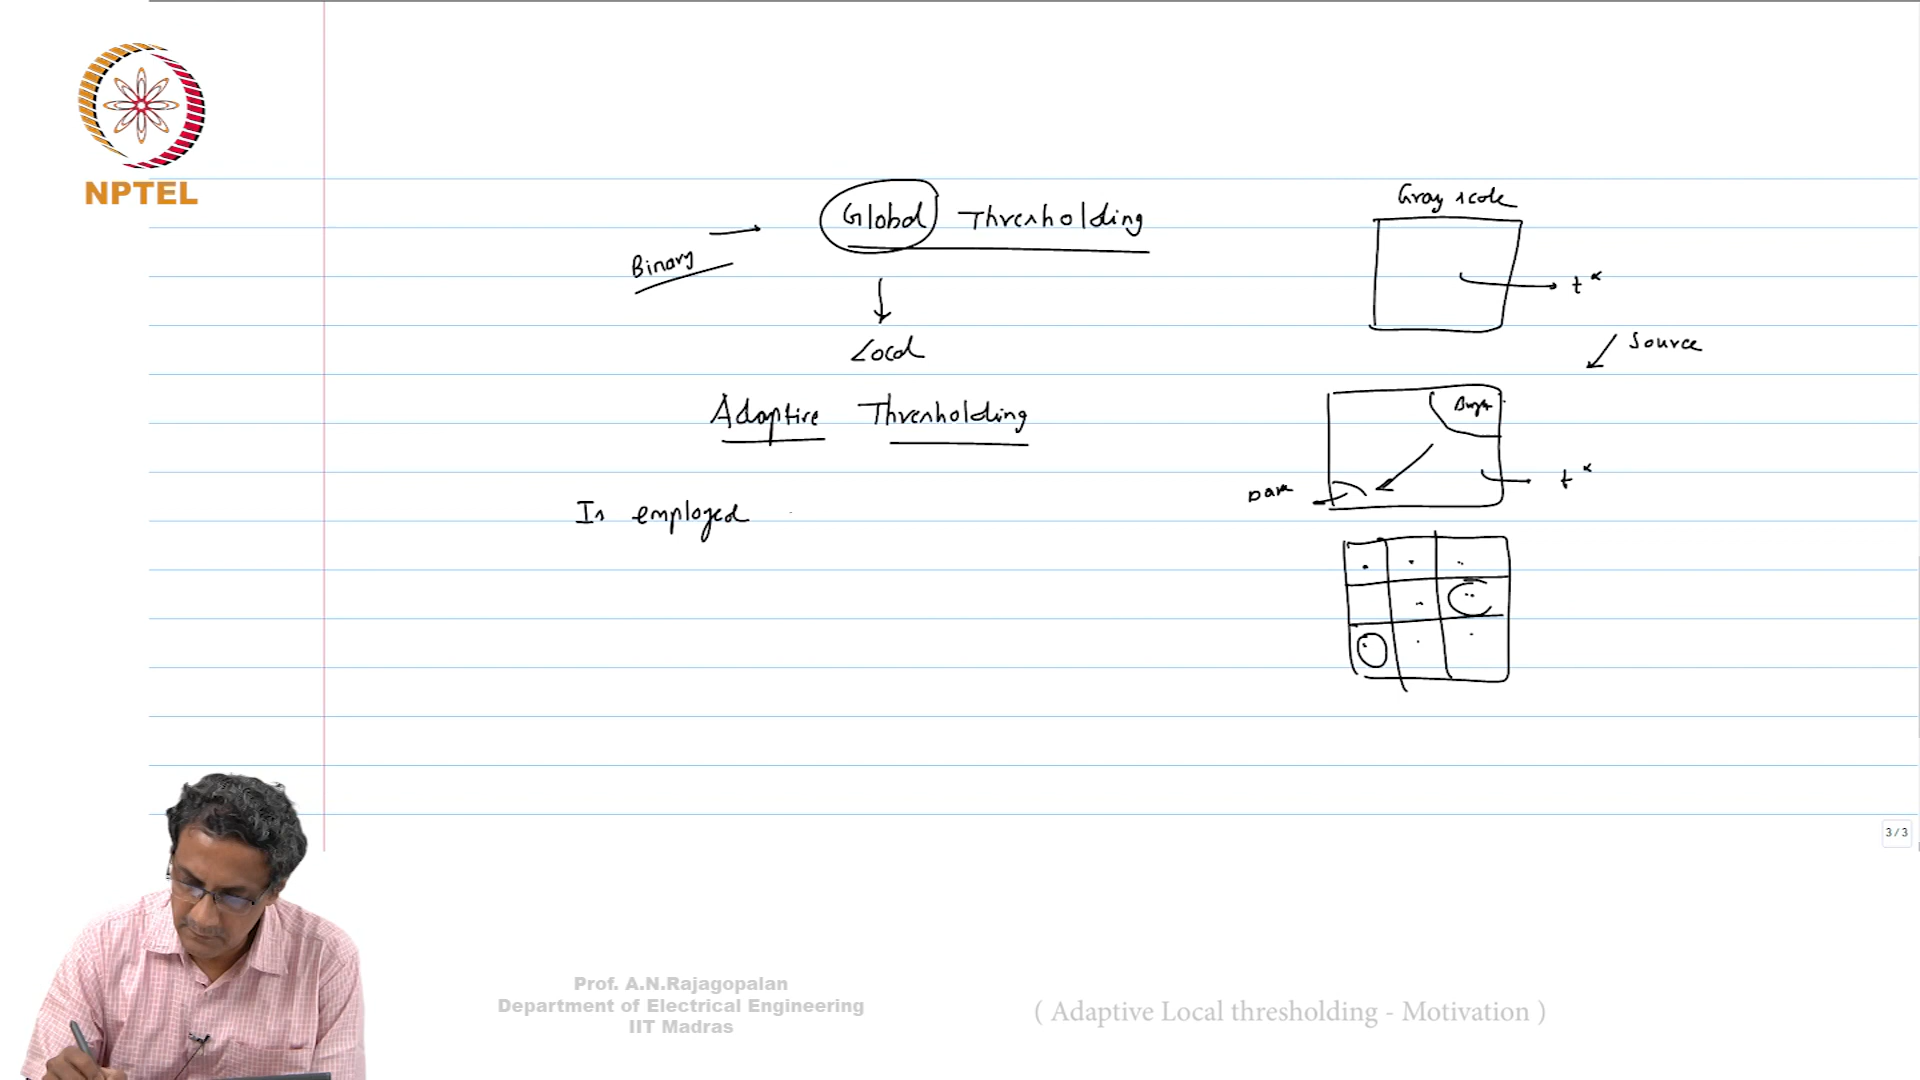 NPTEL
Global Thresholding
Binary
Local
Adaptive Thresholding
Is employed
Gray scale
t*
Source
Bright
Dark
t*
3/3
Prof. A.N.Rajagopalan
Department of Electrical Engineering
IIT Madras
( Adaptive Local thresholding - Motivation )